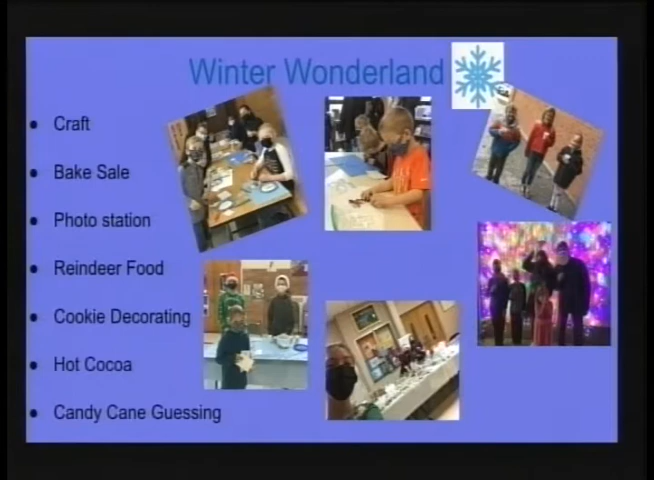 Winter Wonderland
Craft
Bake Sale
Photo station
Reindeer Food
Cookie Decorating
Hot Cocoa
Candy Cane Guessing